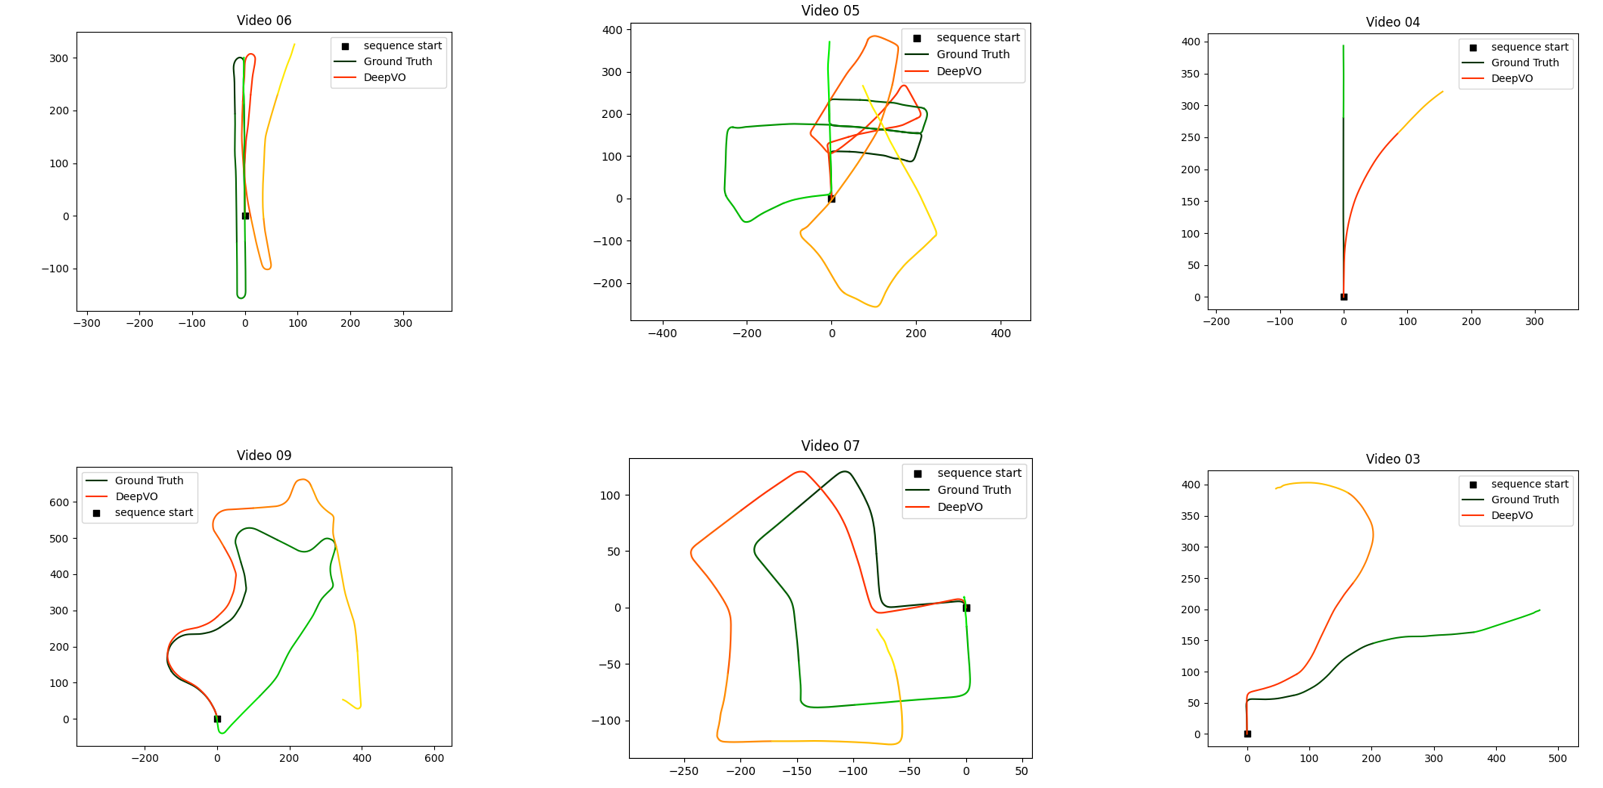 Video 06
sequence start
Ground Truth
DeepVO
300
200
100
0
−100
−300 −200 −100 0 100 200 300
Video 05
sequence start
Ground Truth
DeepVO
400
300
200
100
0
−100
−200
−400 −200 0 200 400
Video 04
sequence start
Ground Truth
DeepVO
400
350
300
250
200
150
100
50
0
−200 −100 0 100 200 300
Video 09
Ground Truth
DeepVO
sequence start
600
500
400
300
200
100
0
−200 0 200 400 600
Video 07
sequence start
Ground Truth
DeepVO
100
50
0
−50
−100
−250 −200 −150 −100 −50 0 50
Video 03
sequence start
Ground Truth
DeepVO
400
350
300
250
200
150
100
50
0
0 100 200 300 400 500